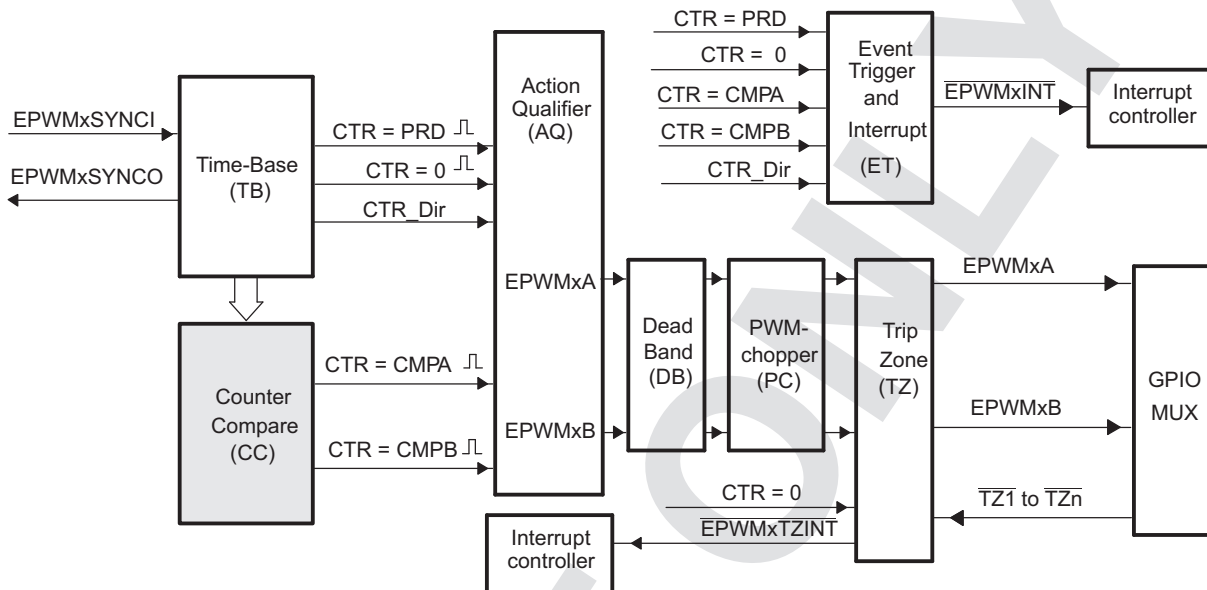 EPWMxSYNCI
EPWMxSYNCO
Time-Base
(TB)
CTR = PRD
CTR = 0
CTR_Dir
Counter
Compare
(CC)
CTR = CMPA
CTR = CMPB
Action
Qualifier
(AQ)
EPWMxA
EPWMxB
CTR = PRD
CTR = 0
CTR = CMPA
CTR = CMPB
CTR_Dir
Event
Trigger
and
Interrupt
(ET)
EPWMxINT
Interrupt
controller
Dead
Band
(DB)
PWM-
chopper
(PC)
Trip
Zone
(TZ)
EPWMxA
EPWMxB
TZ1 to TZn
GPIO
MUX
CTR = 0
EPWMxTZINT
Interrupt
controller
ONLY